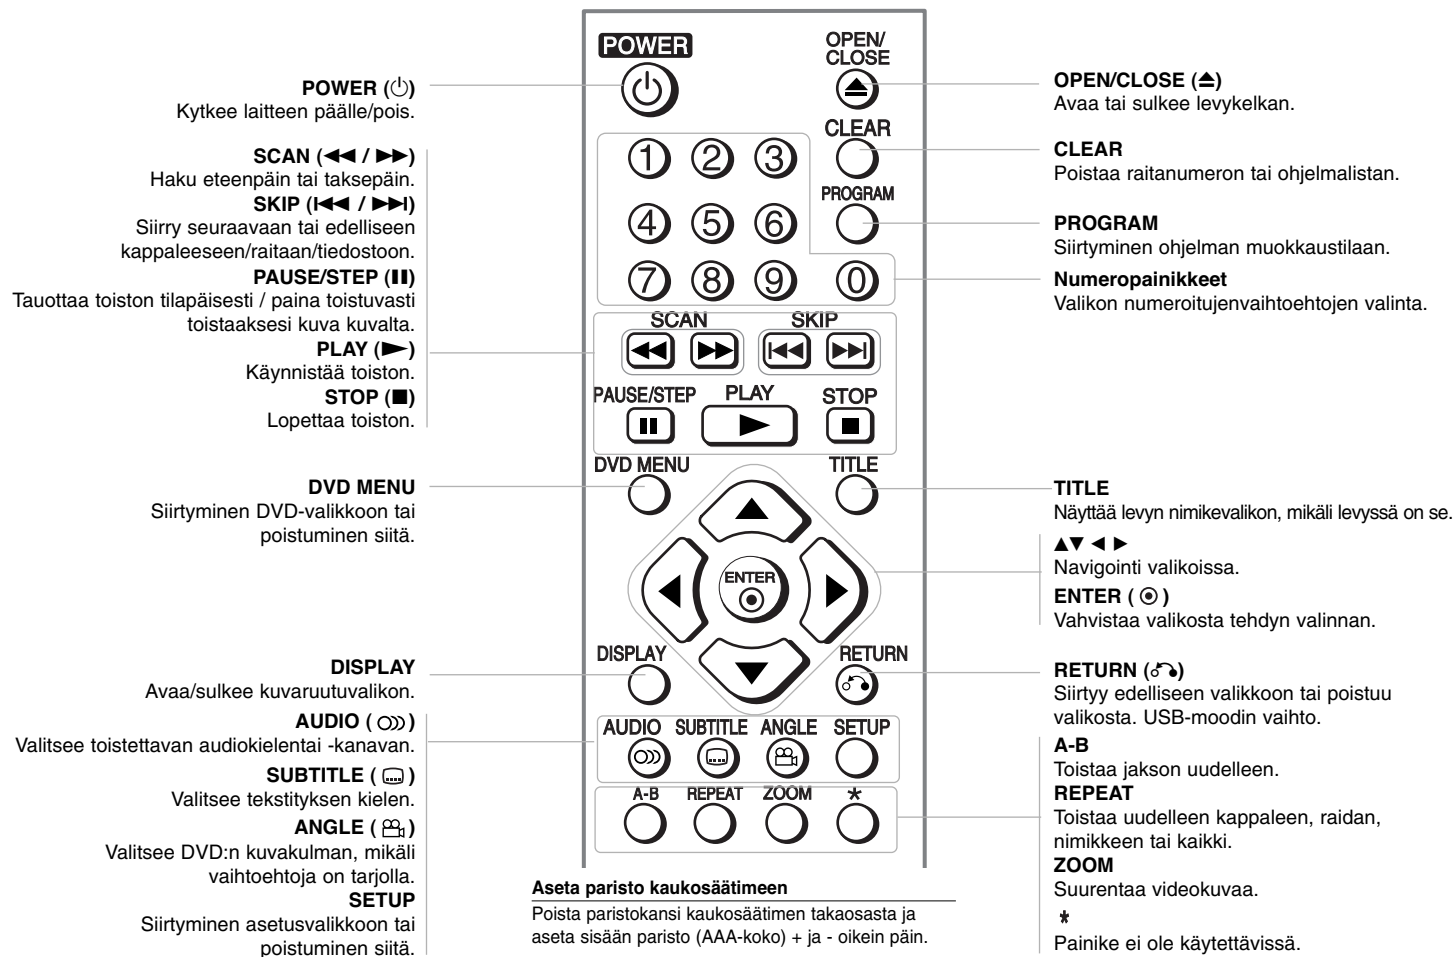 POWER (⏻)
Kytkee laitteen päälle/pois.
SCAN (◀◀ / ▶▶)
Haku eteenpäin tai taksepäin.
SKIP (I◀◀ / ▶▶I)
Siirry seuraavaan tai edelliseen
kappaleeseen/raitaan/tiedostoon.
PAUSE/STEP (II)
Tauottaa toiston tilapäisesti / paina toistuvasti
toistaaksesi kuva kuvalta.
PLAY (▶)
Käynnistää toiston.
STOP (■)
Lopettaa toiston.
DVD MENU
Siirtyminen DVD-valikkoon tai
poistuminen siitä.
DISPLAY
Avaa/sulkee kuvaruutuvalikon.
AUDIO ( )
Valitsee toistettavan audiokielentai -kanavan.
SUBTITLE ( )
Valitsee tekstityksen kielen.
ANGLE ( )
Valitsee DVD:n kuvakulman, mikäli
vaihtoehtoja on tarjolla.
SETUP
Siirtyminen asetusvalikkoon tai
poistuminen siitä.
POWER
OPEN/
CLOSE
CLEAR
1 2 3
PROGRAM
4 5 6
7 8 9 0
SCAN SKIP
PAUSE/STEP PLAY STOP
DVD MENU TITLE
ENTER
DISPLAY RETURN
AUDIO SUBTITLE ANGLE SETUP
A-B REPEAT ZOOM *
Aseta paristo kaukosäätimeen
Poista paristokansi kaukosäätimen takaosasta ja
aseta sisään paristo (AAA-koko) + ja - oikein päin.
OPEN/CLOSE (⏏)
Avaa tai sulkee levykelkan.
CLEAR
Poistaa raitanumeron tai ohjelmalistan.
PROGRAM
Siirtyminen ohjelman muokkaustilaan.
Numeropainikkeet
Valikon numeroitujenvaihtoehtojen valinta.
TITLE
Näyttää levyn nimikevalikon, mikäli levyssä on se.
▲▼ ◀ ▶
Navigointi valikoissa.
ENTER ( ◉ )
Vahvistaa valikosta tehdyn valinnan.
RETURN ( )
Siirtyy edelliseen valikkoon tai poistuu
valikosta. USB-moodin vaihto.
A-B
Toistaa jakson uudelleen.
REPEAT
Toistaa uudelleen kappaleen, raidan,
nimikkeen tai kaikki.
ZOOM
Suurentaa videokuvaa.
*
Painike ei ole käytettävissä.